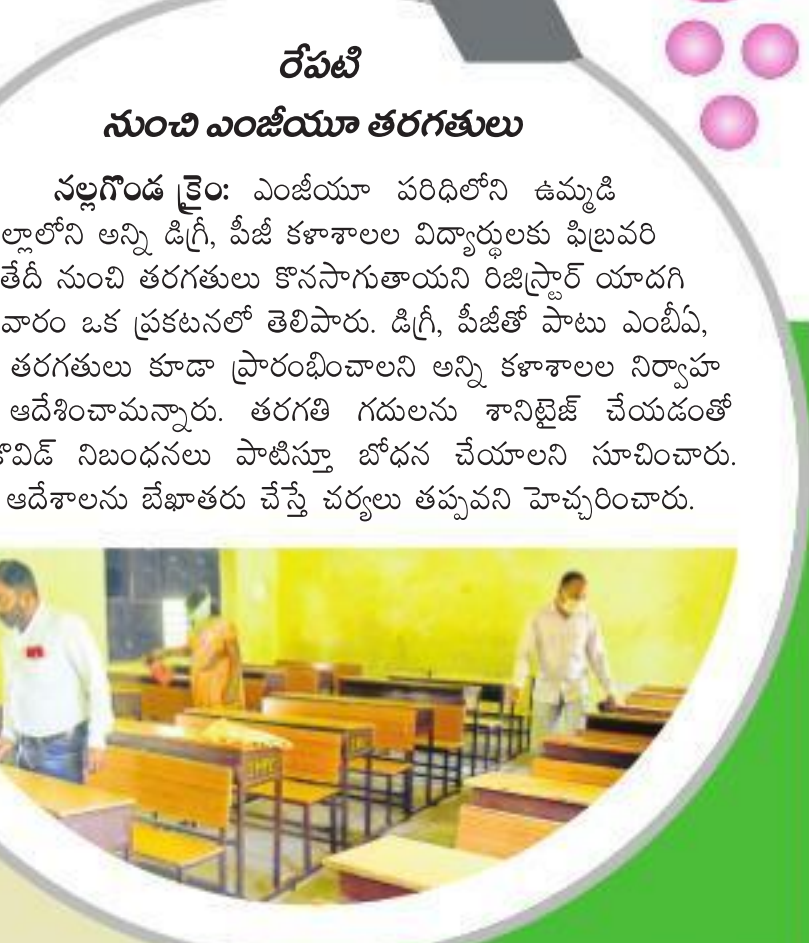 రేపటి
నుంచి ఎంజీయూ తరగతులు
నల్లగొండ క్రైం: ఎంజీయూ పరిధిలోని ఉమ్మడి
ల్లాలోని అన్ని డిగ్రీ, పీజీ కళాశాలల విద్యార్థులకు ఫిబ్రవరి
తేదీ నుంచి తరగతులు కొనసాగుతాయని రిజిస్ట్రార్ యాదగి
వారం ఒక ప్రకటనలో తెలిపారు. డిగ్రీ, పీజీతో పాటు ఎంబీఏ,
తరగతులు కూడా ప్రారంభించాలని అన్ని కళాశాలల నిర్వాహ
ఆదేశించామన్నారు. తరగతి గదులను శానిటైజ్ చేయడంతో
కొవిడ్ నిబంధనలు పాటిస్తూ బోధన చేయాలని సూచించారు.
ఆదేశాలను బేఖాతరు చేస్తే చర్యలు తప్పవని హెచ్చరించారు.